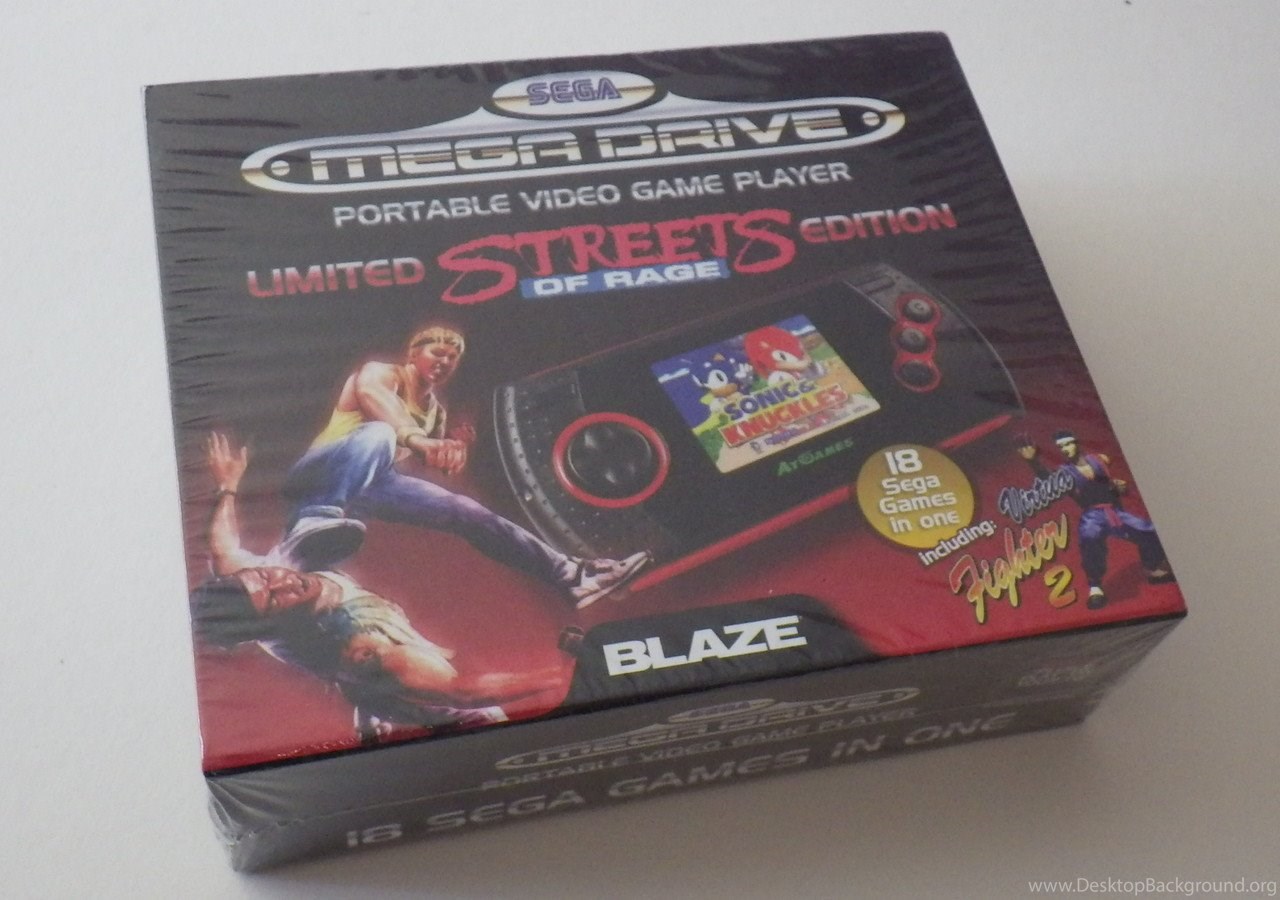 SEGA
MEGA DRIVE
PORTABLE VIDEO GAME PLAYER
LIMITED STREETS OF RAGE EDITION
SONIC &
KNUCKLES
ATGAMES
18
Sega
Games
in one
including:
Virtua
Fighter
2
BLAZE
SEGA
MEGA DRIVE
PORTABLE VIDEO GAME PLAYER
18 SEGA GAMES IN ONE
www.DesktopBackground.org